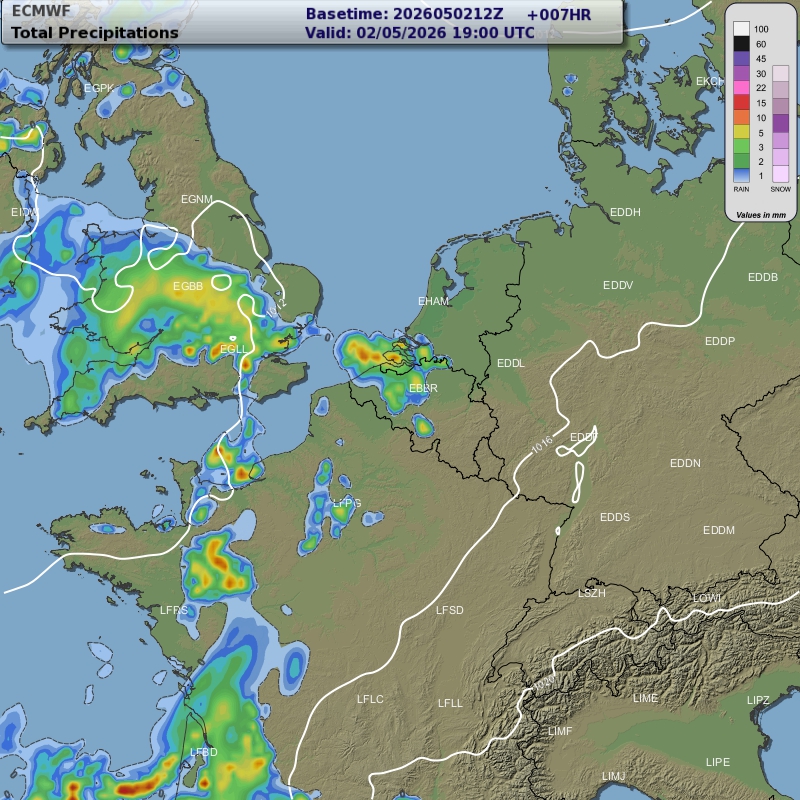 ECMWF
Basetime: 2026050212Z +007HR
Total Precipitations
Valid: 02/05/2026 19:00 UTC
100
60
45
30
22
15
10
5
3
2
1
RAIN
SNOW
Values in mm
EGPK
EKCH
EGNM
EDDH
EGBB
EHAM
EDDV
EDDB
EGLL
EDDP
EDDL
EBBR
1016
EDDF
EDDN
LFPG
EDDS
EDDM
LFRS
LFSD
LSZH
LOWI
1020
LFLC
LFLL
LIME
LIPZ
LIMF
LFBD
LIPE
LIMJ